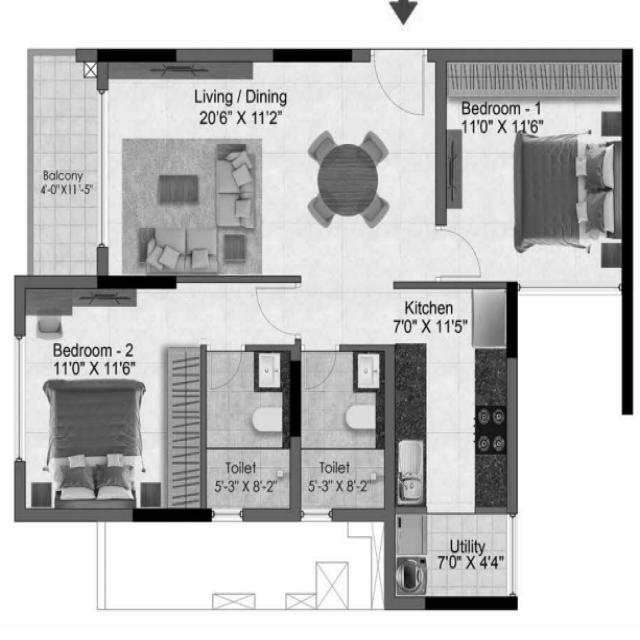 Living / Dining
20'6" X 11'2"
Bedroom - 1
11'0" X 11'6"
Balcony
4'-0"X11'-5"
Kitchen
7'0" X 11'5"
Bedroom - 2
11'0" X 11'6"
Toilet
5'-3" X 8'-2"
Toilet
5'-3" X 8'-2"
Utility
7'0" X 4'4"